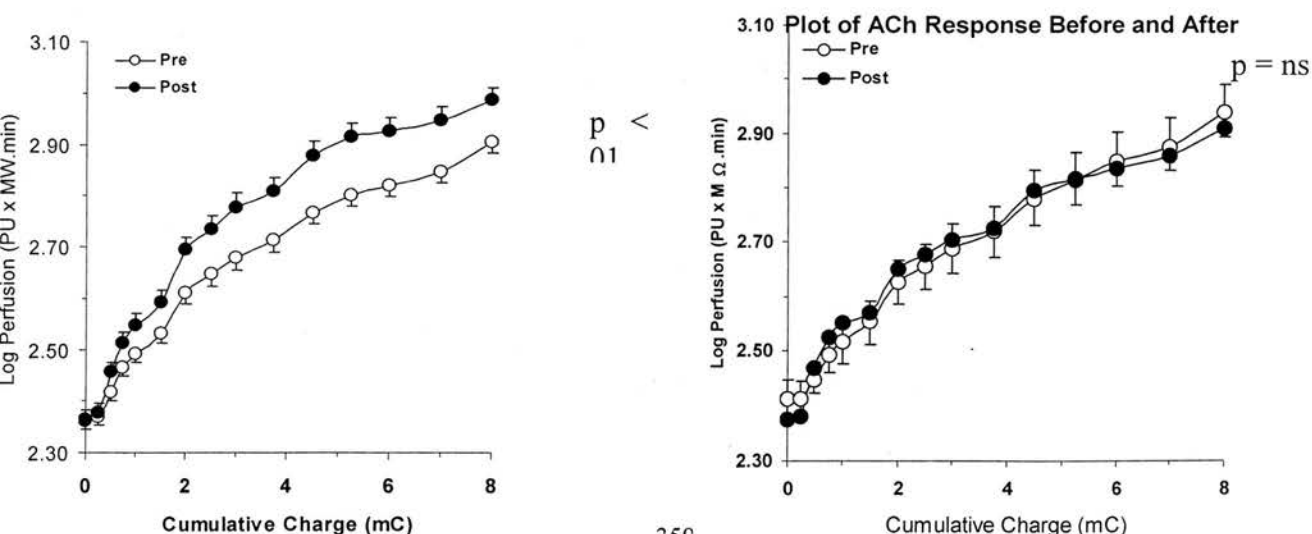 3.10
Pre
Post
2.90
2.70
2.50
2.30
Log Perfusion (PU x MW.min)
0 2 4 6 8
Cumulative Charge (mC)
p <
Plot of ACh Response Before and After
3.10
Pre
Post
p = ns
2.90
2.70
2.50
2.30
Log Perfusion (PU x M Ω .min)
0 2 4 6 8
Cumulative Charge (mC)